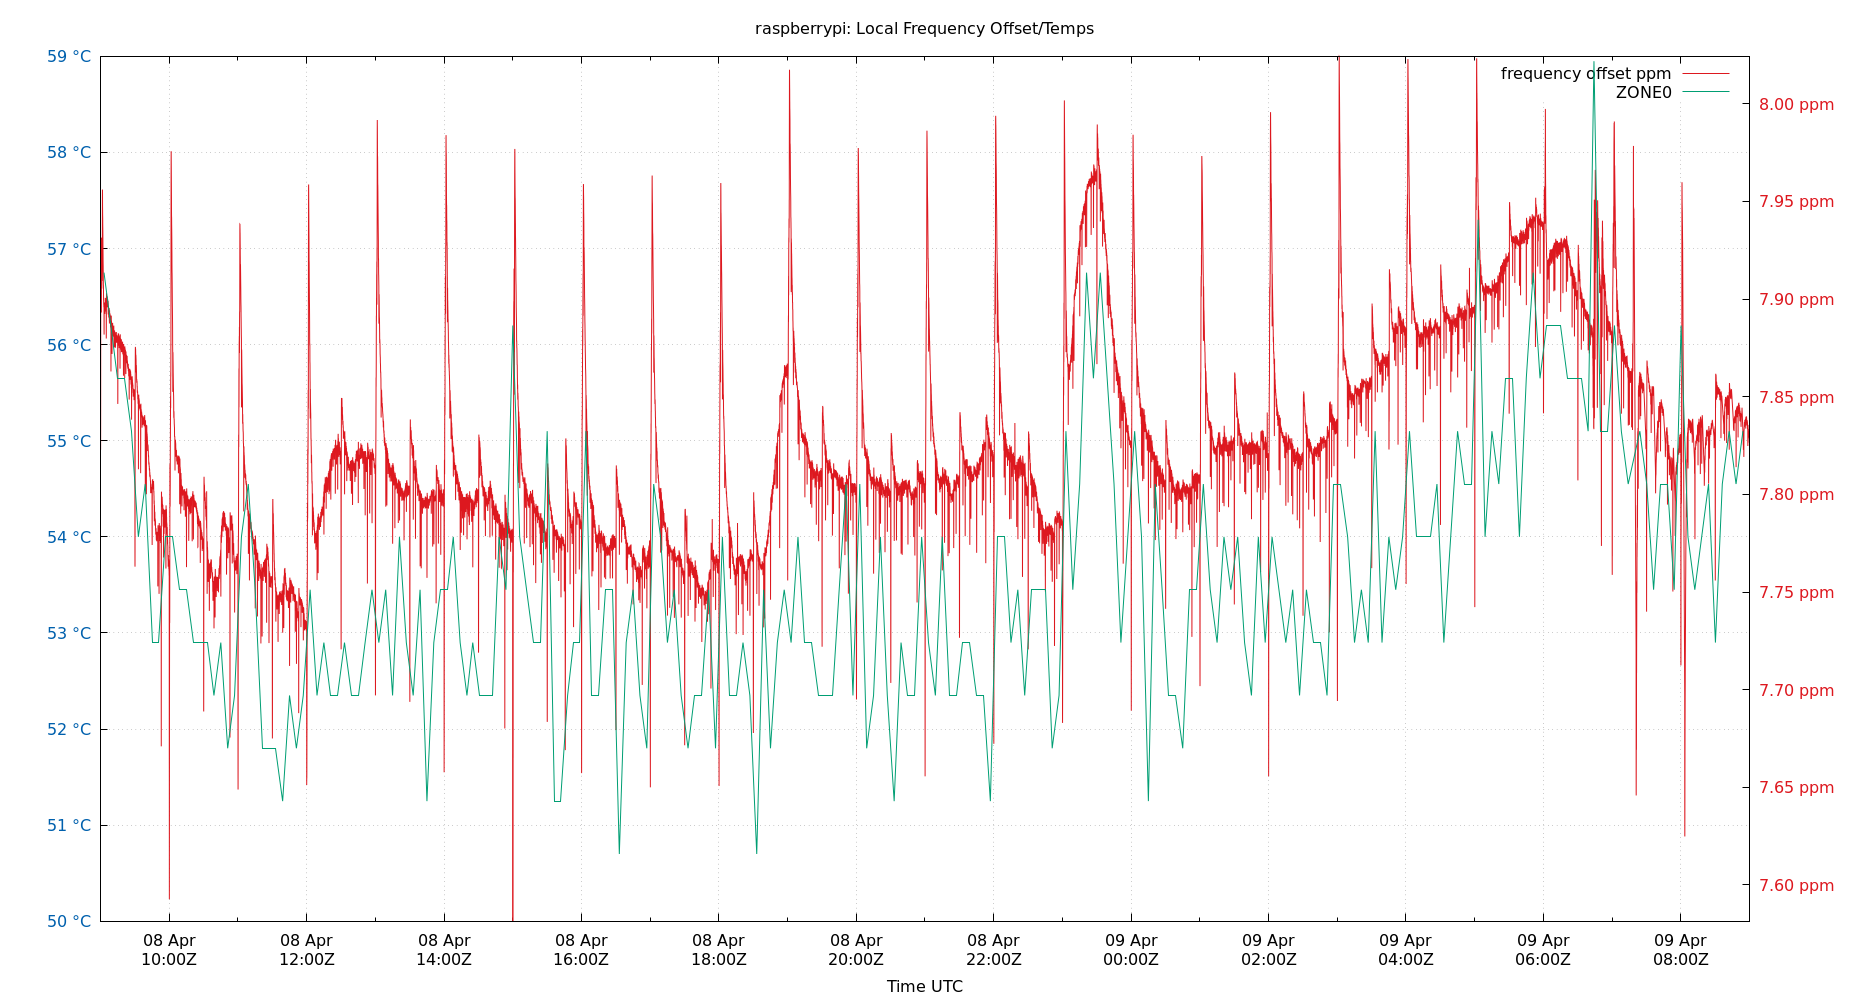 raspberrypi: Local Frequency Offset/Temps
59 °C
58 °C
57 °C
56 °C
55 °C
54 °C
53 °C
52 °C
51 °C
50 °C
frequency offset ppm
ZONE0
8.00 ppm
7.95 ppm
7.90 ppm
7.85 ppm
7.80 ppm
7.75 ppm
7.70 ppm
7.65 ppm
7.60 ppm
08 Apr 08 Apr 08 Apr 08 Apr 08 Apr 08 Apr 08 Apr 09 Apr 09 Apr 09 Apr 09 Apr 09 Apr
10:00Z 12:00Z 14:00Z 16:00Z 18:00Z 20:00Z 22:00Z 00:00Z 02:00Z 04:00Z 06:00Z 08:00Z
Time UTC